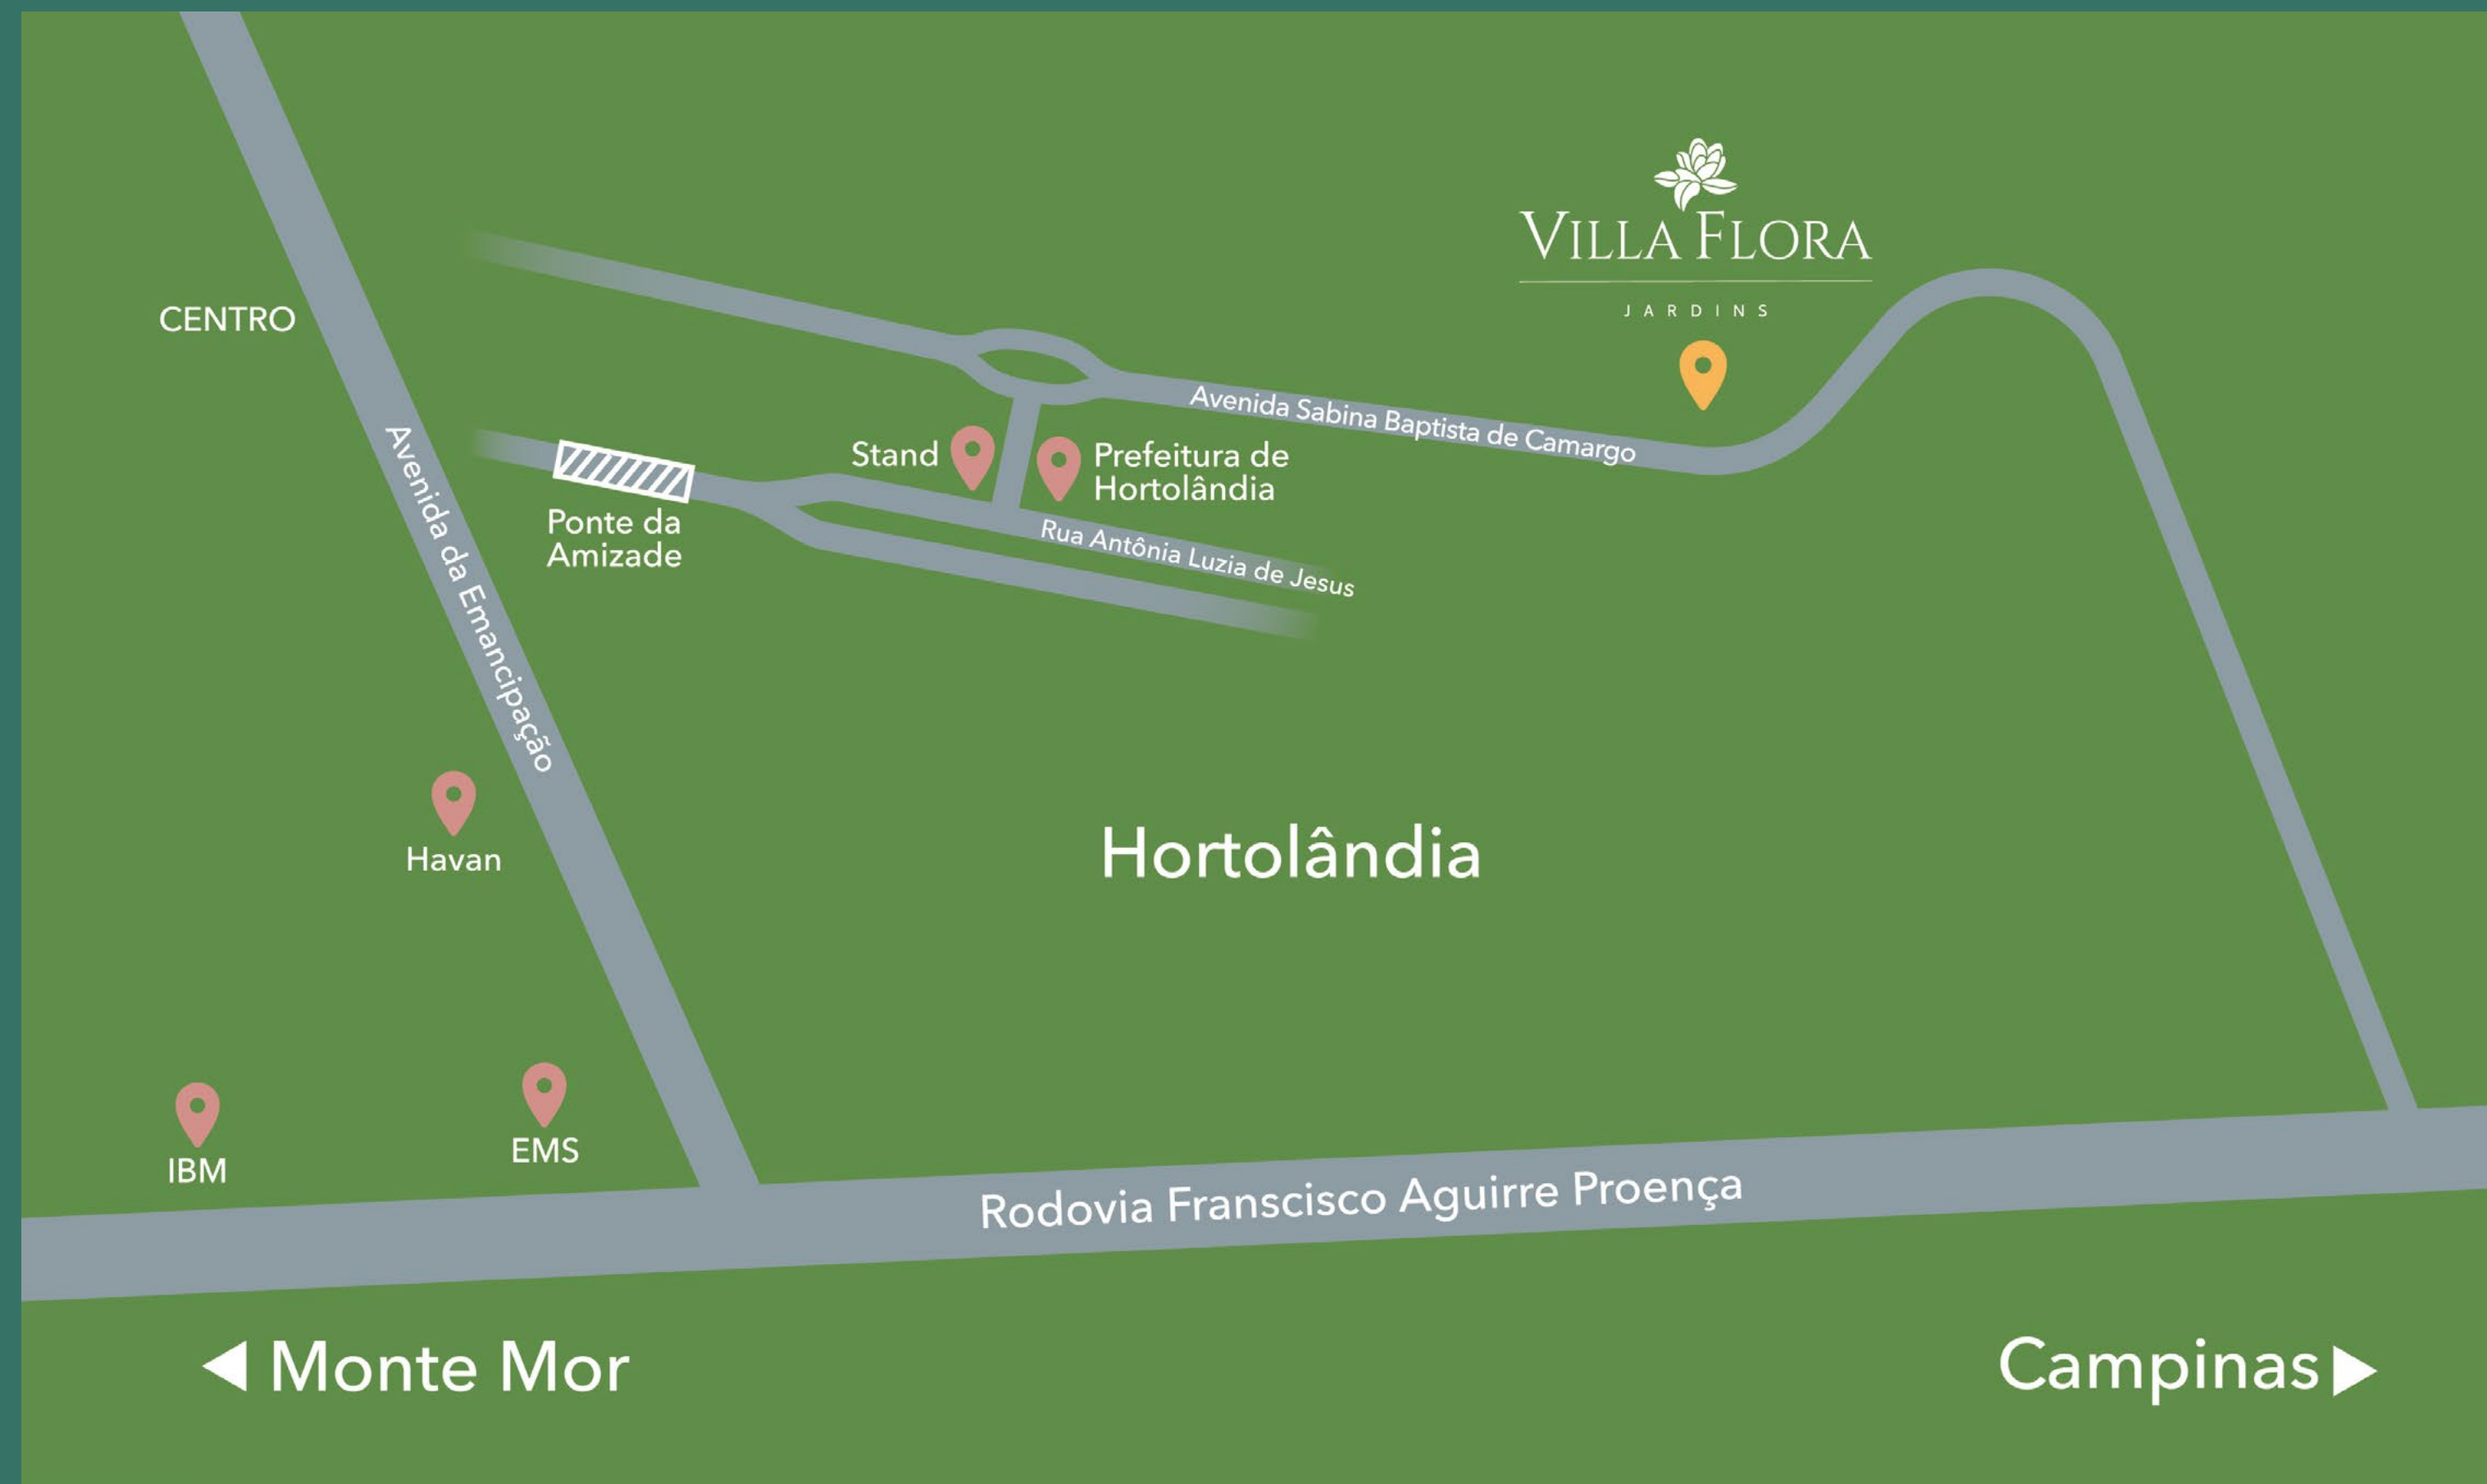 VILLA FLORA
JARDINS
CENTRO
Avenida Sabina Baptista de Camargo
Stand
Prefeitura de
Hortolândia
Ponte da
Amizade
Rua Antônia Luzia de Jesus
Avenida da Emancipação
Havan
Hortolândia
IBM
EMS
Rodovia Franscisco Aguirre Proença
Monte Mor
Campinas